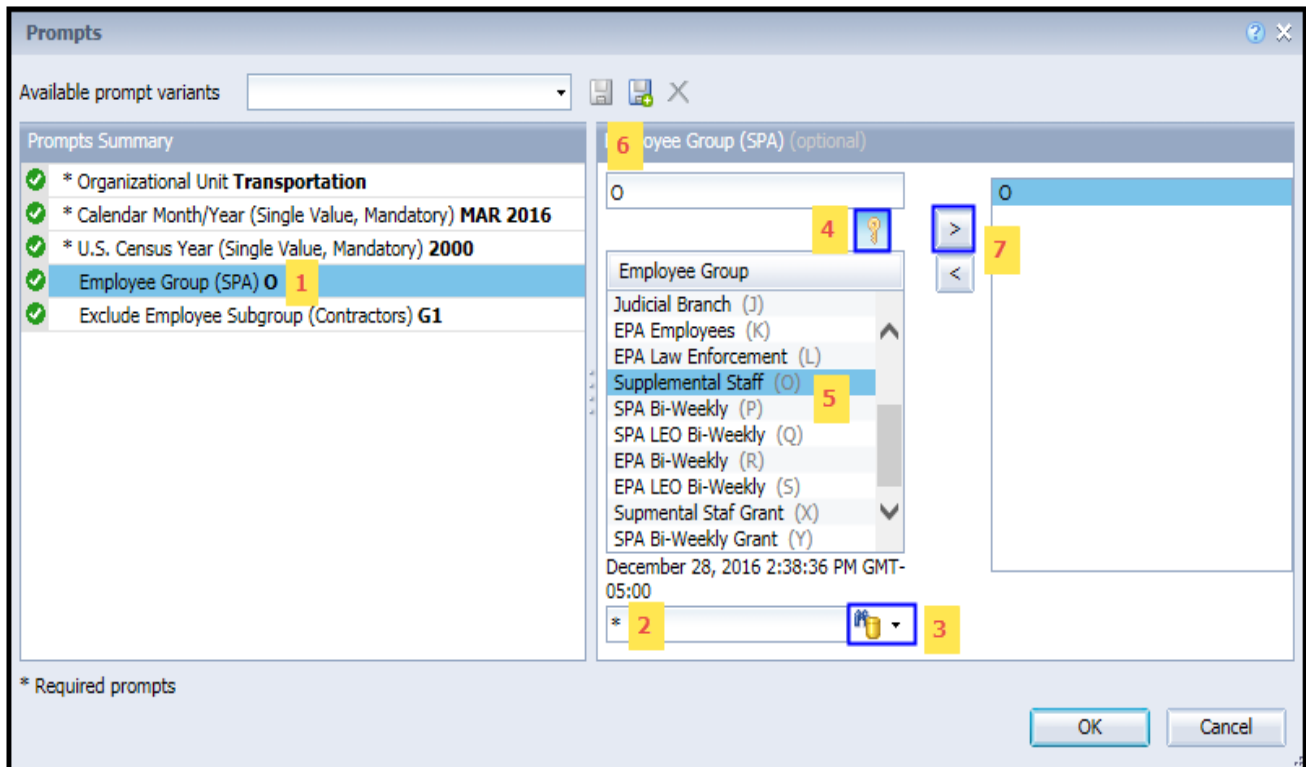 Prompts
Available prompt variants
Prompts Summary
* Organizational Unit Transportation
* Calendar Month/Year (Single Value, Mandatory) MAR 2016
* U.S. Census Year (Single Value, Mandatory) 2000
Employee Group (SPA) O 1
Exclude Employee Subgroup (Contractors) G1
6 oyee Group (SPA) (optional)
O
4
Employee Group
Judicial Branch (J)
EPA Employees (K)
EPA Law Enforcement (L)
Supplemental Staff (O)
5
SPA Bi-Weekly (P)
SPA LEO Bi-Weekly (Q)
EPA Bi-Weekly (R)
EPA LEO Bi-Weekly (S)
Supmental Staf Grant (X)
SPA Bi-Weekly Grant (Y)
December 28, 2016 2:38:36 PM GMT-
05:00
* 2
3
>
7
<
O
* Required prompts
OK
Cancel